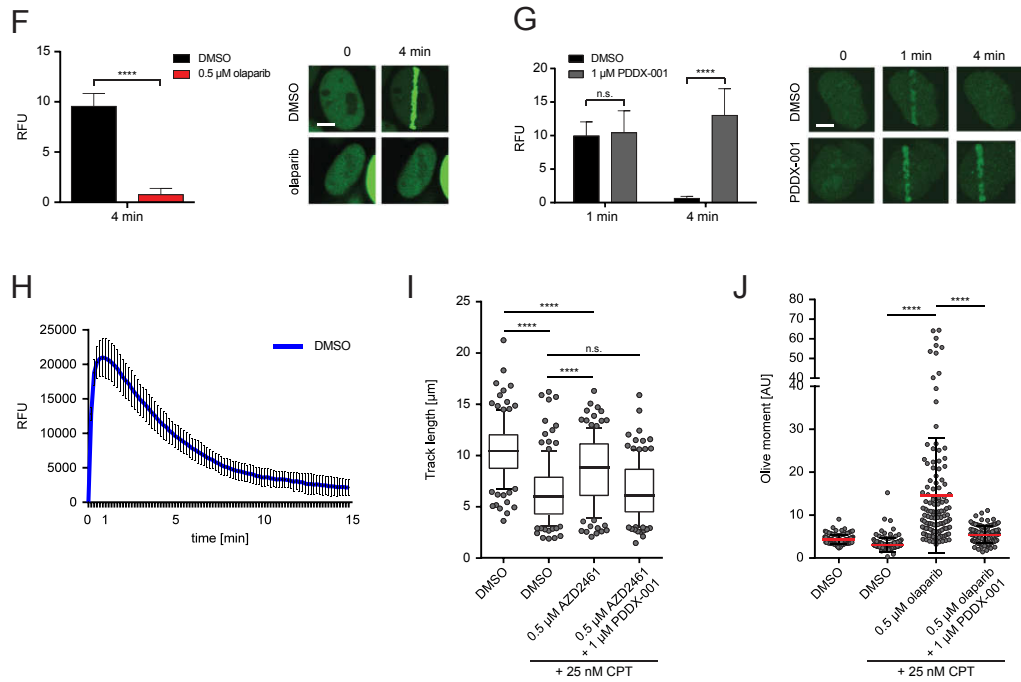 F
DMSO
0.5 µM olaparib
15
10
5
0
RFU
****
4 min
0
4 min
DMSO
olaparib
G
DMSO
1 µM PDDX-001
20
15
10
5
0
RFU
n.s.
****
1 min
4 min
0
1 min
4 min
DMSO
PDDX-001
H
DMSO
25000
20000
15000
10000
5000
0
RFU
0
1
5
10
15
time [min]
I
25
20
15
10
5
0
Track length [µm]
****
****
n.s.
****
DMSO
DMSO
0.5 µM AZD2461
0.5 µM AZD2461
+ 1 µM PDDX-001
+ 25 nM CPT
J
80
70
60
50
40
40
30
20
10
0
Olive moment [AU]
****
****
DMSO
DMSO
0.5 µM olaparib
0.5 µM olaparib
+ 1 µM PDDX-001
+ 25 nM CPT